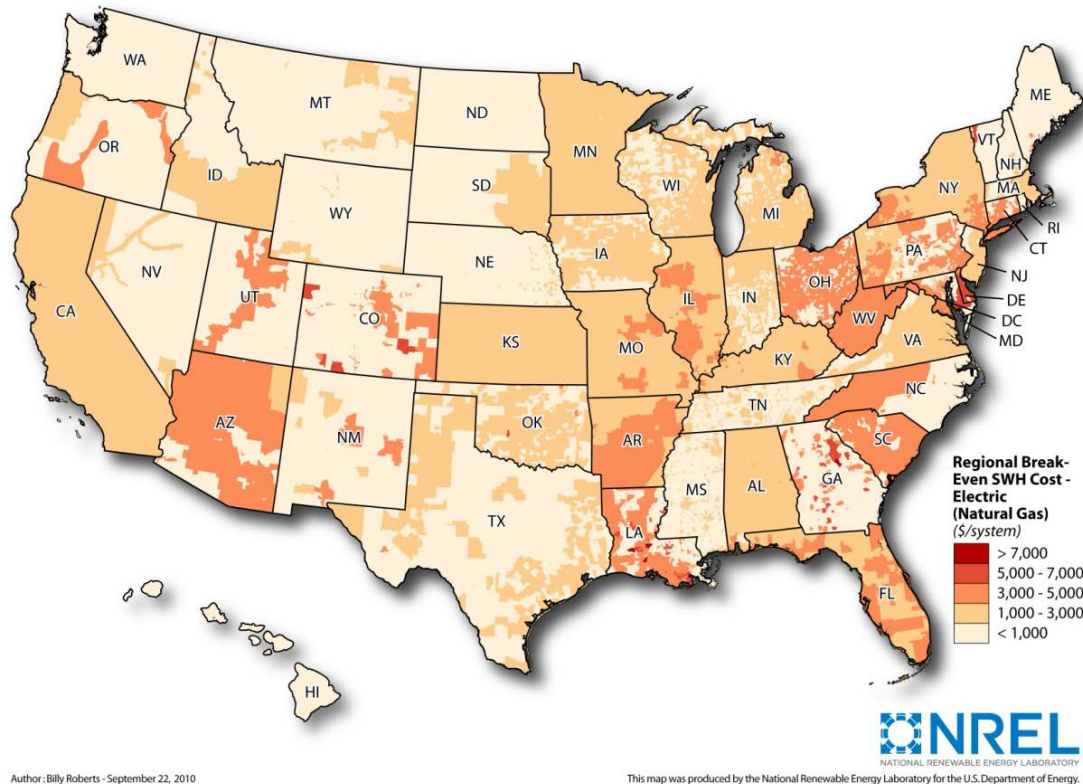 WA
MT
ND
ME
OR
MN
VT
ID
SD
WI
NH
NY
MA
WY
MI
RI
IA
PA
CT
NE
NJ
NV
OH
IL
IN
DE
UT
CO
WV
DC
CA
MD
KS
MO
VA
KY
NC
TN
OK
AZ
NM
AR
SC
MS
AL
GA
TX
LA
FL
HI
Regional Break-
Even SWH Cost -
Electric
(Natural Gas)
($/system)
> 7,000
5,000 - 7,000
3,000 - 5,000
1,000 - 3,000
< 1,000
NREL
NATIONAL RENEWABLE ENERGY LABORATORY
Author : Billy Roberts - September 22, 2010
This map was produced by the National Renewable Energy Laboratory for the U.S. Department of Energy.